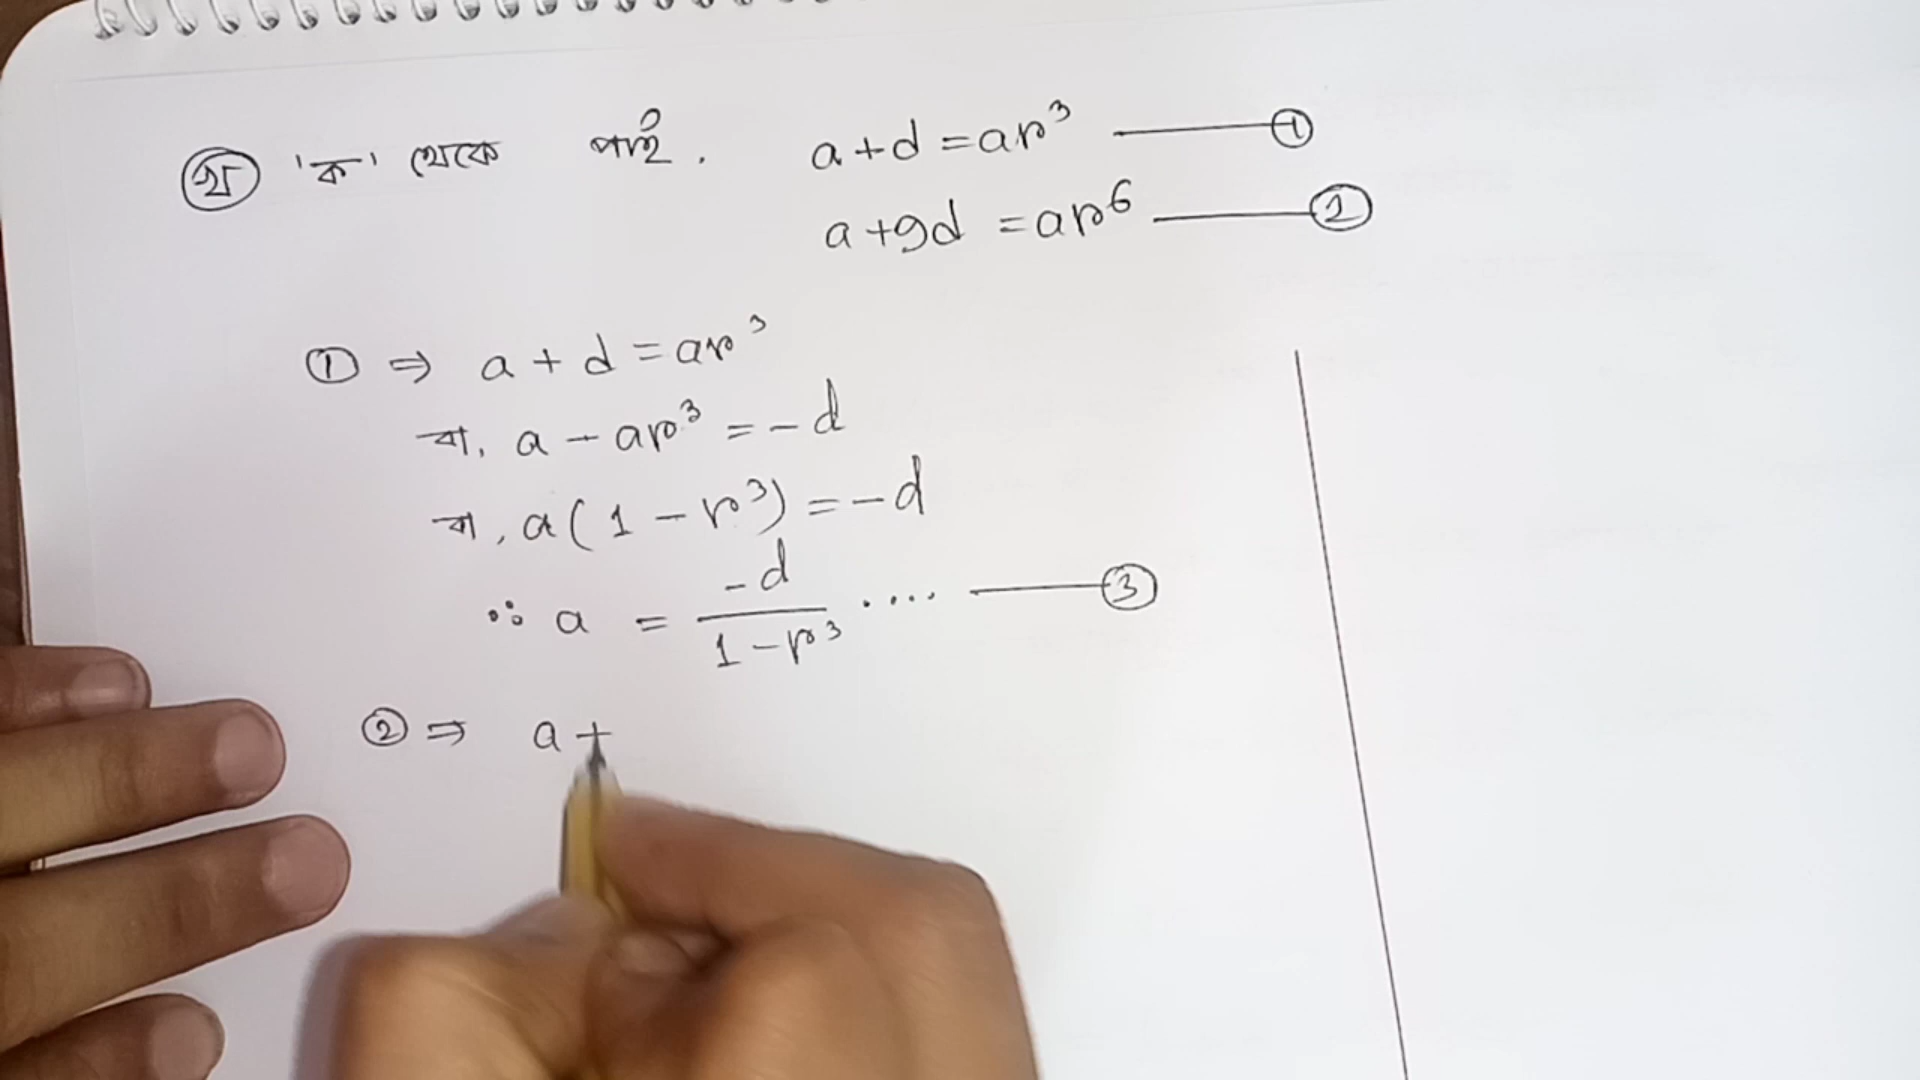 খ 'ক' থেকে পাই, a+d = ar³ —— ①
a+9d = ar⁶ —— ②
① ⇒ a + d = ar³
বা, a − ar³ = − d
বা, a(1 − r³) = − d
∴ a = -d/(1−r³) .... —— ③
② ⇒ a +